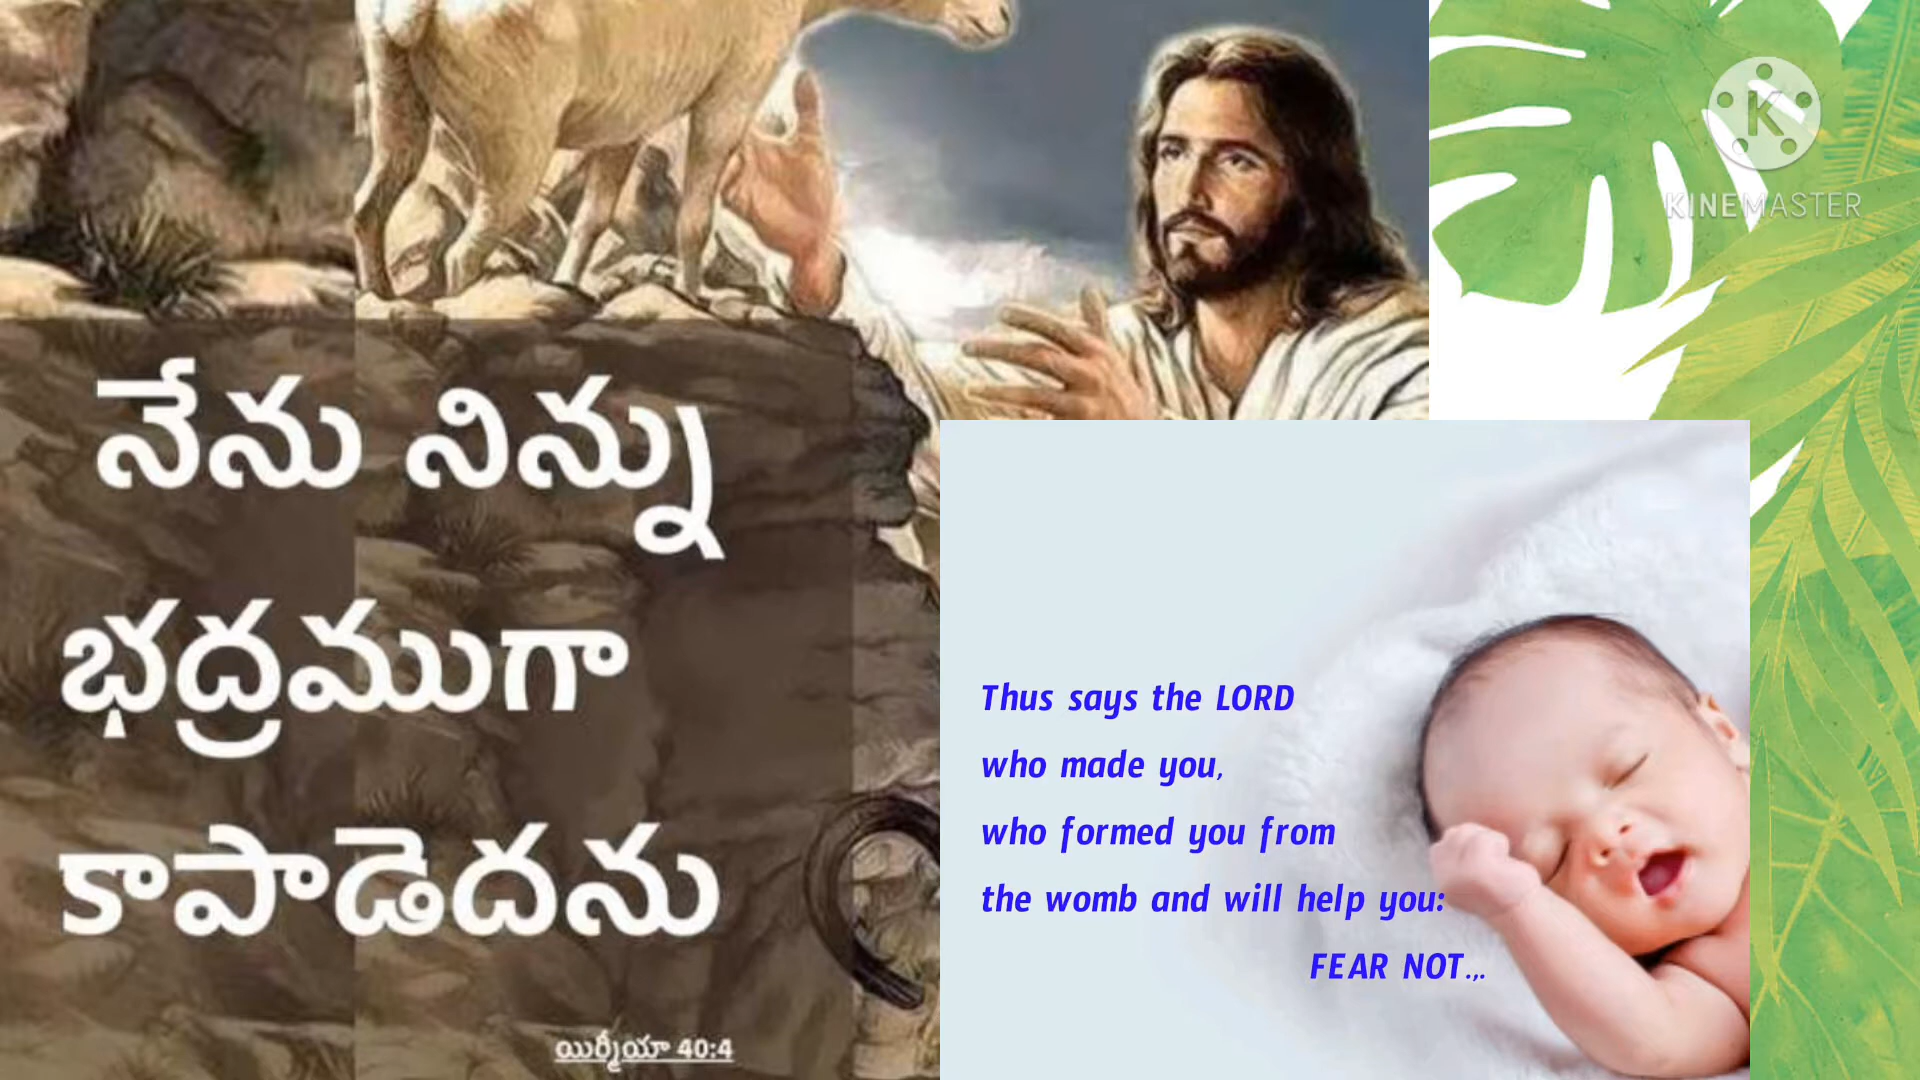 నేను నిన్ను
భద్రముగా
కాపాడెదను
యిర్మీయా 40:4
Thus says the LORD
who made you,
who formed you from
the womb and will help you:
FEAR NOT.,.
K
KINEMASTER